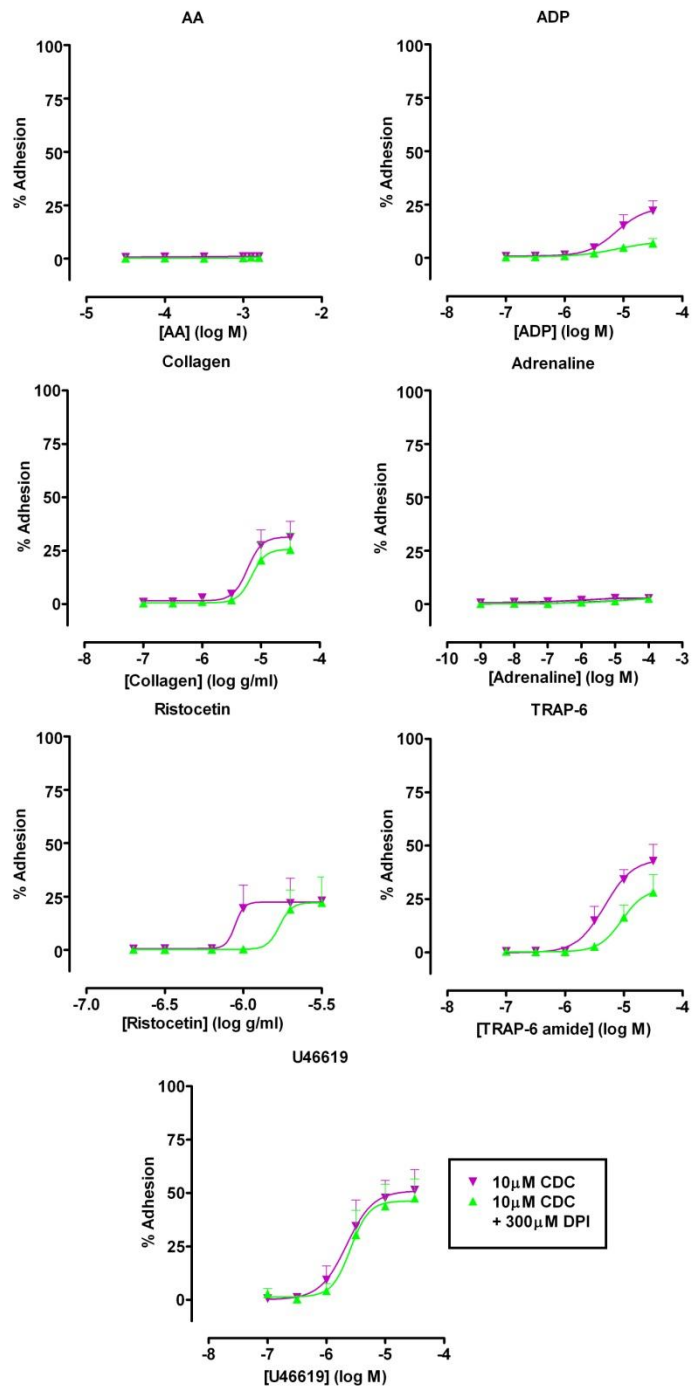 AA
ADP
100
75
50
25
0
% Adhesion
-5
-4
-3
-2
[AA] (log M)
100
75
50
25
0
% Adhesion
-8
-7
-6
-5
-4
[ADP] (log M)
Collagen
Adrenaline
100
75
50
25
0
% Adhesion
-8
-7
-6
-5
-4
[Collagen] (log g/ml)
100
75
50
25
0
% Adhesion
-10
-9
-8
-7
-6
-5
-4
-3
[Adrenaline] (log M)
Ristocetin
TRAP-6
100
75
50
25
0
% Adhesion
-7.0
-6.5
-6.0
-5.5
[Ristocetin] (log g/ml)
100
75
50
25
0
% Adhesion
-8
-7
-6
-5
-4
[TRAP-6 amide] (log M)
U46619
100
75
50
25
0
% Adhesion
-8
-7
-6
-5
-4
[U46619] (log M)
10μM CDC
10μM CDC
+ 300μM DPI